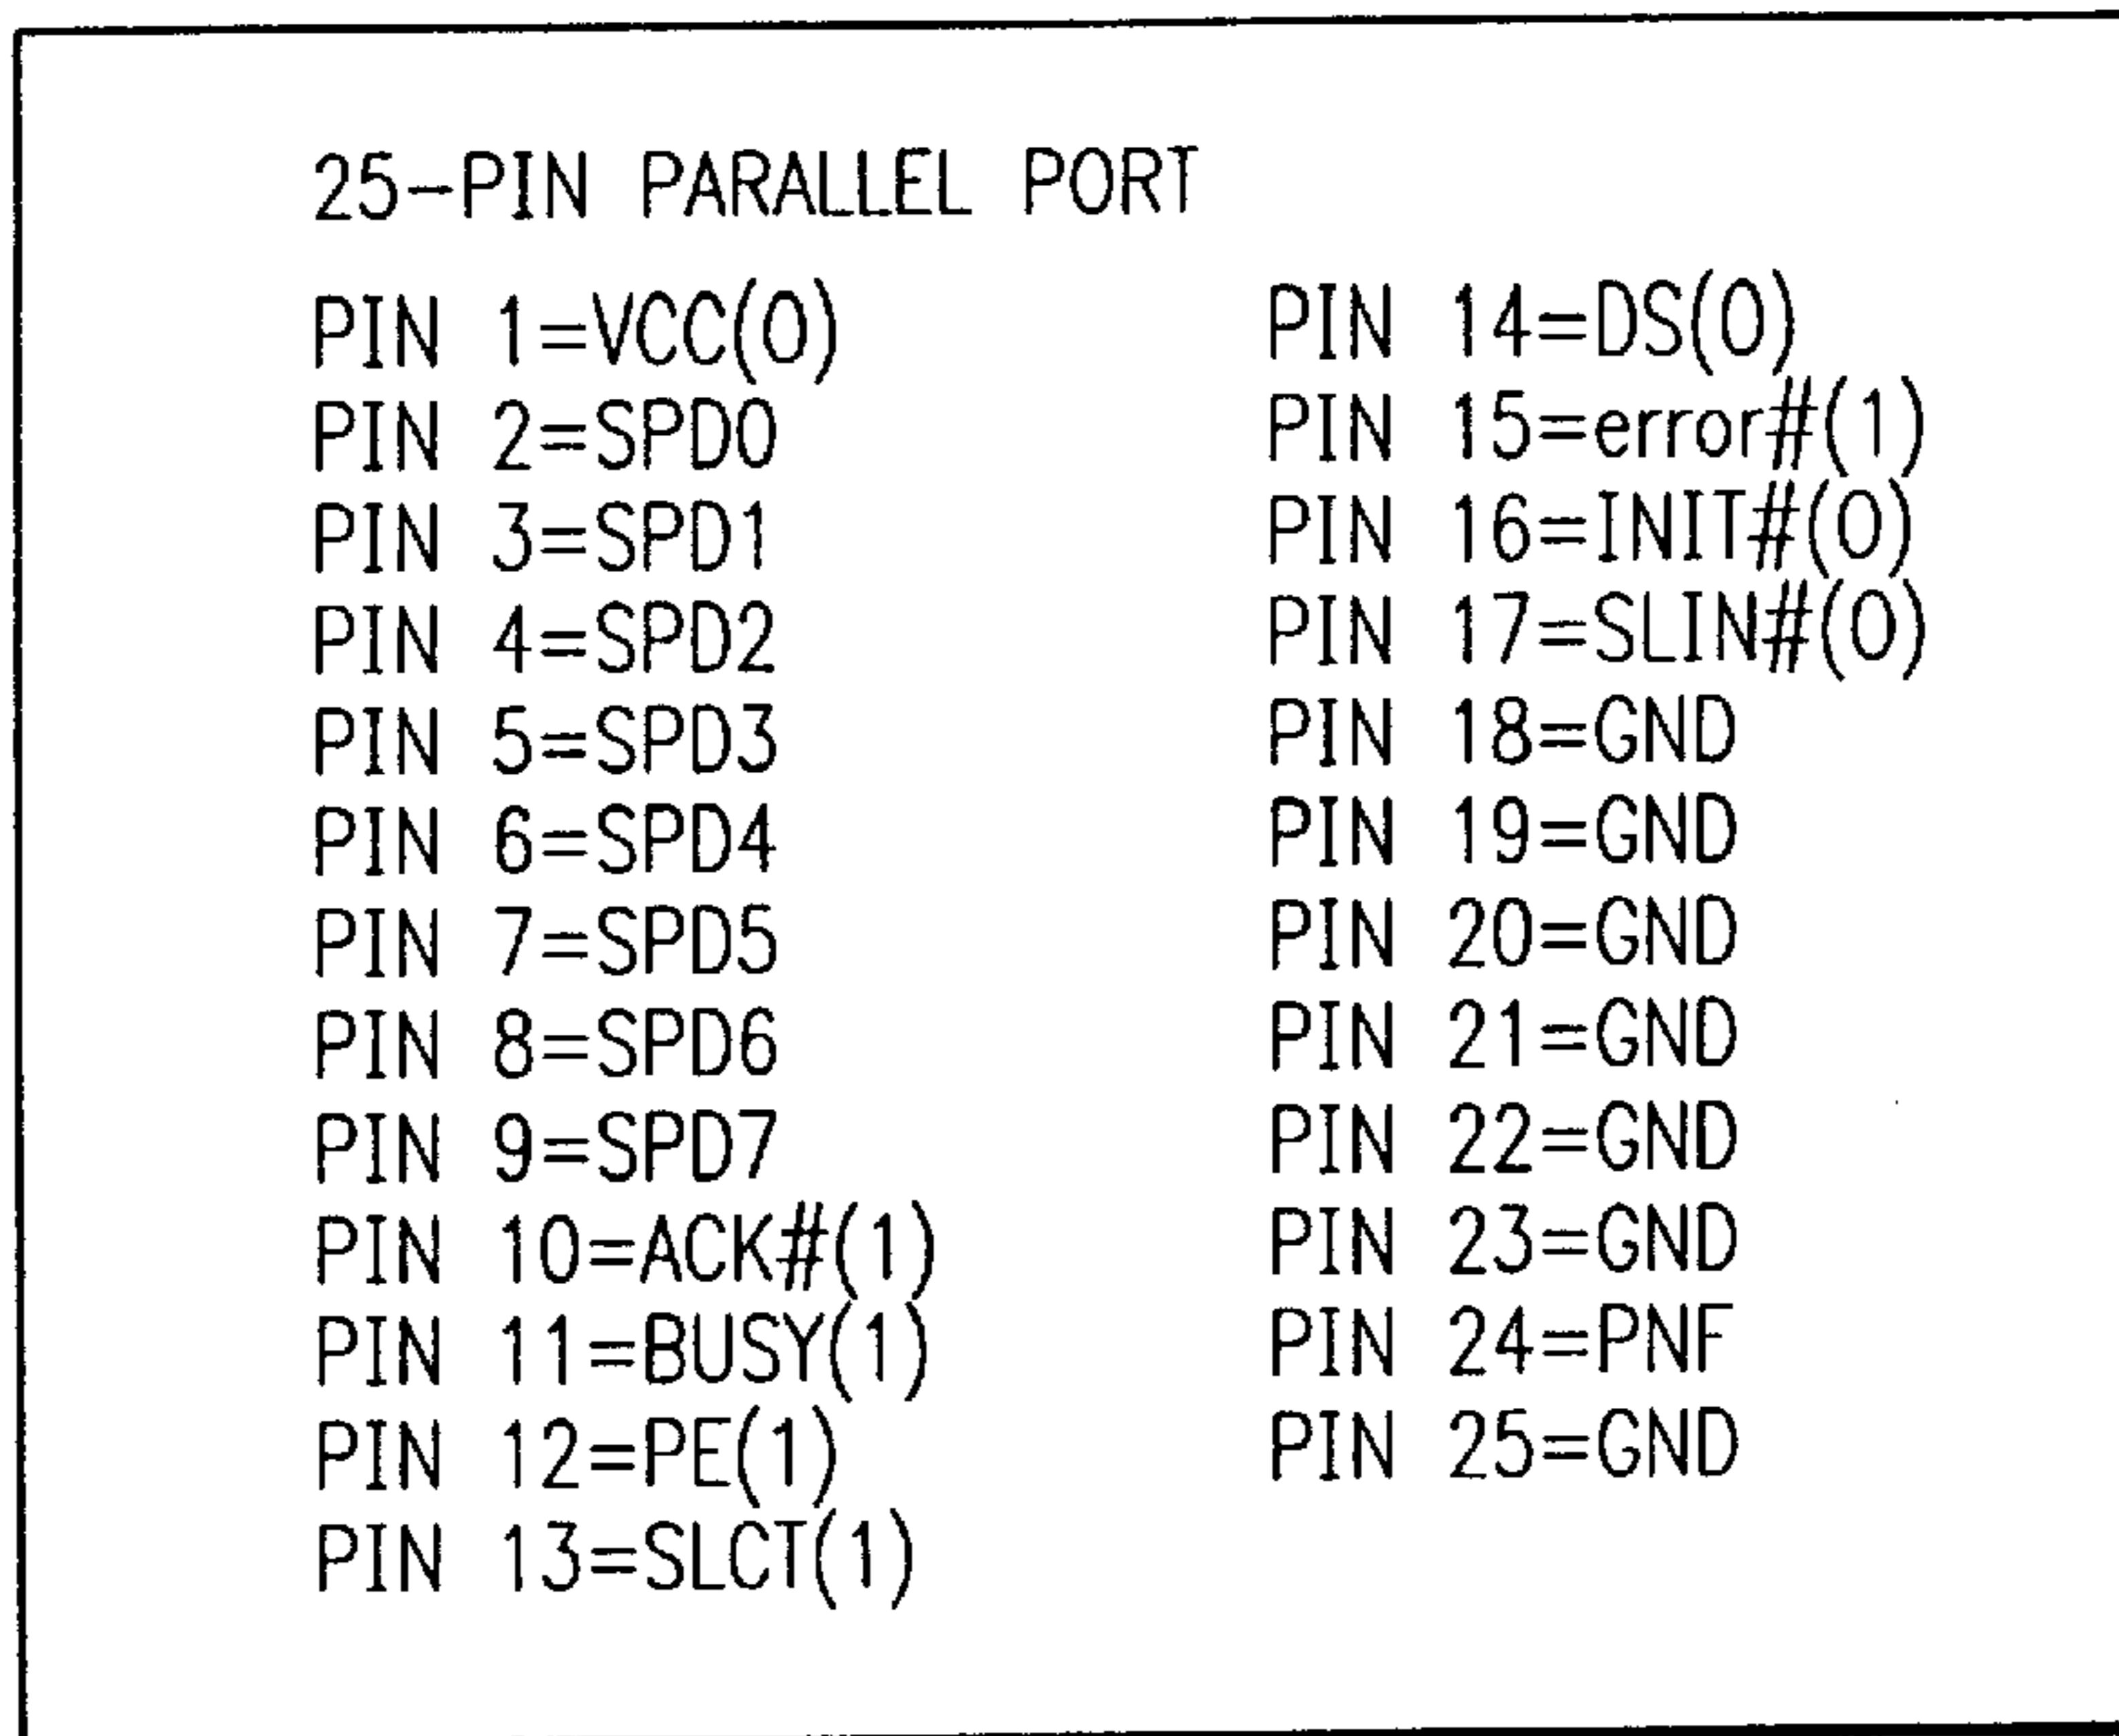 25-PIN PARALLEL PORT
PIN 1=VCC(0)
PIN 2=SPD0
PIN 3=SPD1
PIN 4=SPD2
PIN 5=SPD3
PIN 6=SPD4
PIN 7=SPD5
PIN 8=SPD6
PIN 9=SPD7
PIN 10=ACK#(1)
PIN 11=BUSY(1)
PIN 12=PE(1)
PIN 13=SLCT(1)
PIN 14=DS(0)
PIN 15=error#(1)
PIN 16=INIT#(0)
PIN 17=SLIN#(0)
PIN 18=GND
PIN 19=GND
PIN 20=GND
PIN 21=GND
PIN 22=GND
PIN 23=GND
PIN 24=PNF
PIN 25=GND